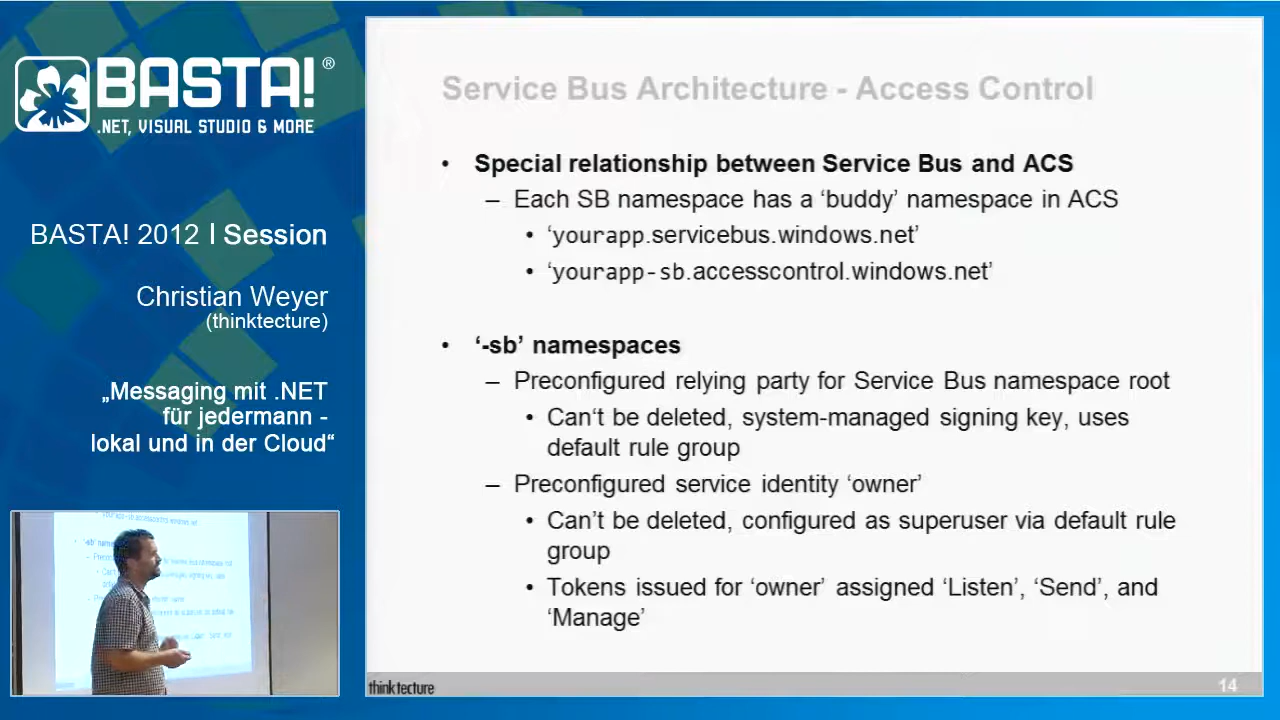 BASTA!®
.NET, VISUAL STUDIO & MORE
BASTA! 2012 | Session
Christian Weyer
(thinktecture)
„Messaging mit .NET
für jedermann -
lokal und in der Cloud“
Service Bus Architecture - Access Control
• Special relationship between Service Bus and ACS
– Each SB namespace has a ‘buddy’ namespace in ACS
• ‘yourapp.servicebus.windows.net’
• ‘yourapp-sb.accesscontrol.windows.net’
• ‘-sb’ namespaces
– Preconfigured relying party for Service Bus namespace root
• Can‘t be deleted, system-managed signing key, uses
default rule group
– Preconfigured service identity ‘owner’
• Can’t be deleted, configured as superuser via default rule
group
• Tokens issued for ‘owner’ assigned ‘Listen’, ‘Send’, and
‘Manage’
thinktecture
14